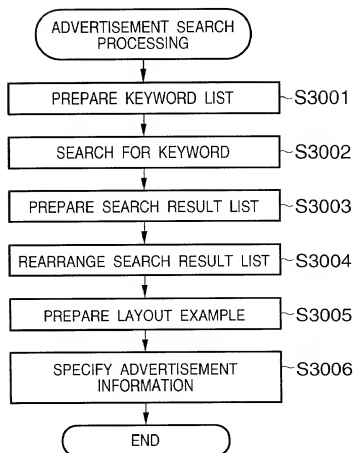 ADVERTISEMENT SEARCH
PROCESSING
PREPARE KEYWORD LIST
S3001
SEARCH FOR KEYWORD
S3002
PREPARE SEARCH RESULT LIST
S3003
REARRANGE SEARCH RESULT LIST
S3004
PREPARE LAYOUT EXAMPLE
S3005
SPECIFY ADVERTISEMENT
INFORMATION
S3006
END